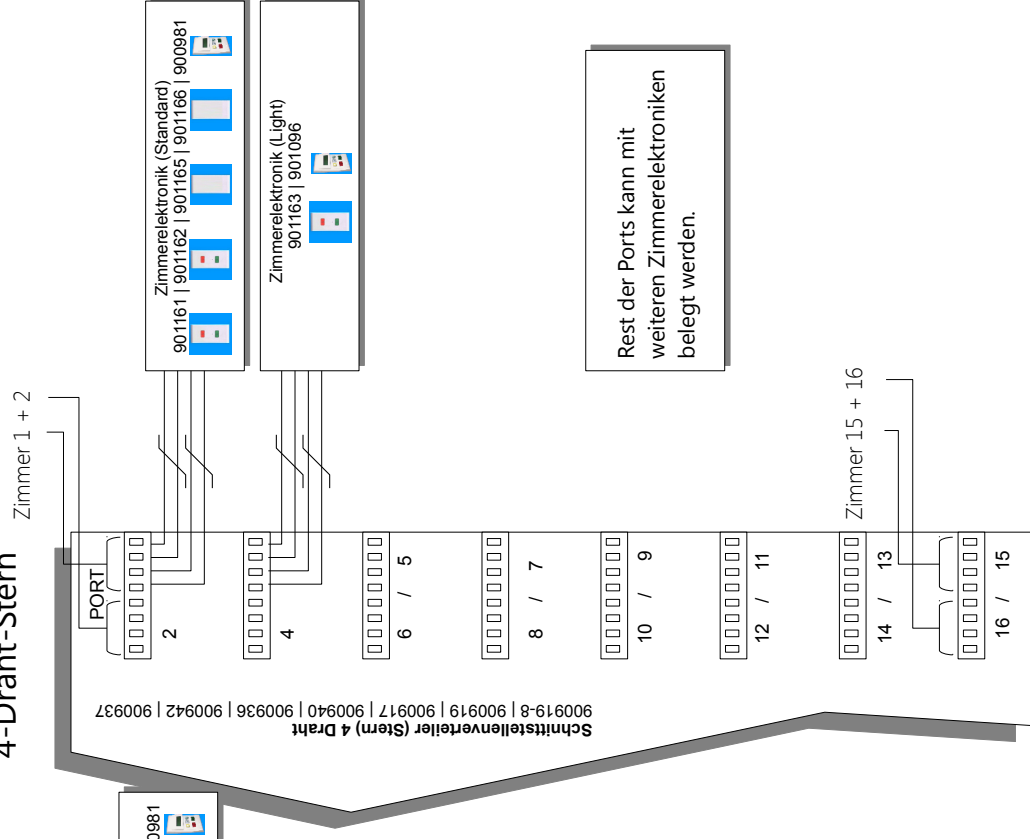 4-Draht-Stern
Zimmer 1 + 2
PORT
Zimmerelektronik (Standard)
901161 | 901162 | 901165 | 901166 | 900981
Zimmerelektronik (Light)
901163 | 901096
Rest der Ports kann mit
weiteren Zimmerelektroniken
belegt werden.
Zimmer 15 + 16
2
4
6 / 5
8 / 7
10 / 9
12 / 11
14 / 13
16 / 15
Schnittstellenverteiler (Stern) 4 Draht
900919-8 | 900919 | 900917 | 900940 | 900936 | 900942 | 900937
0981